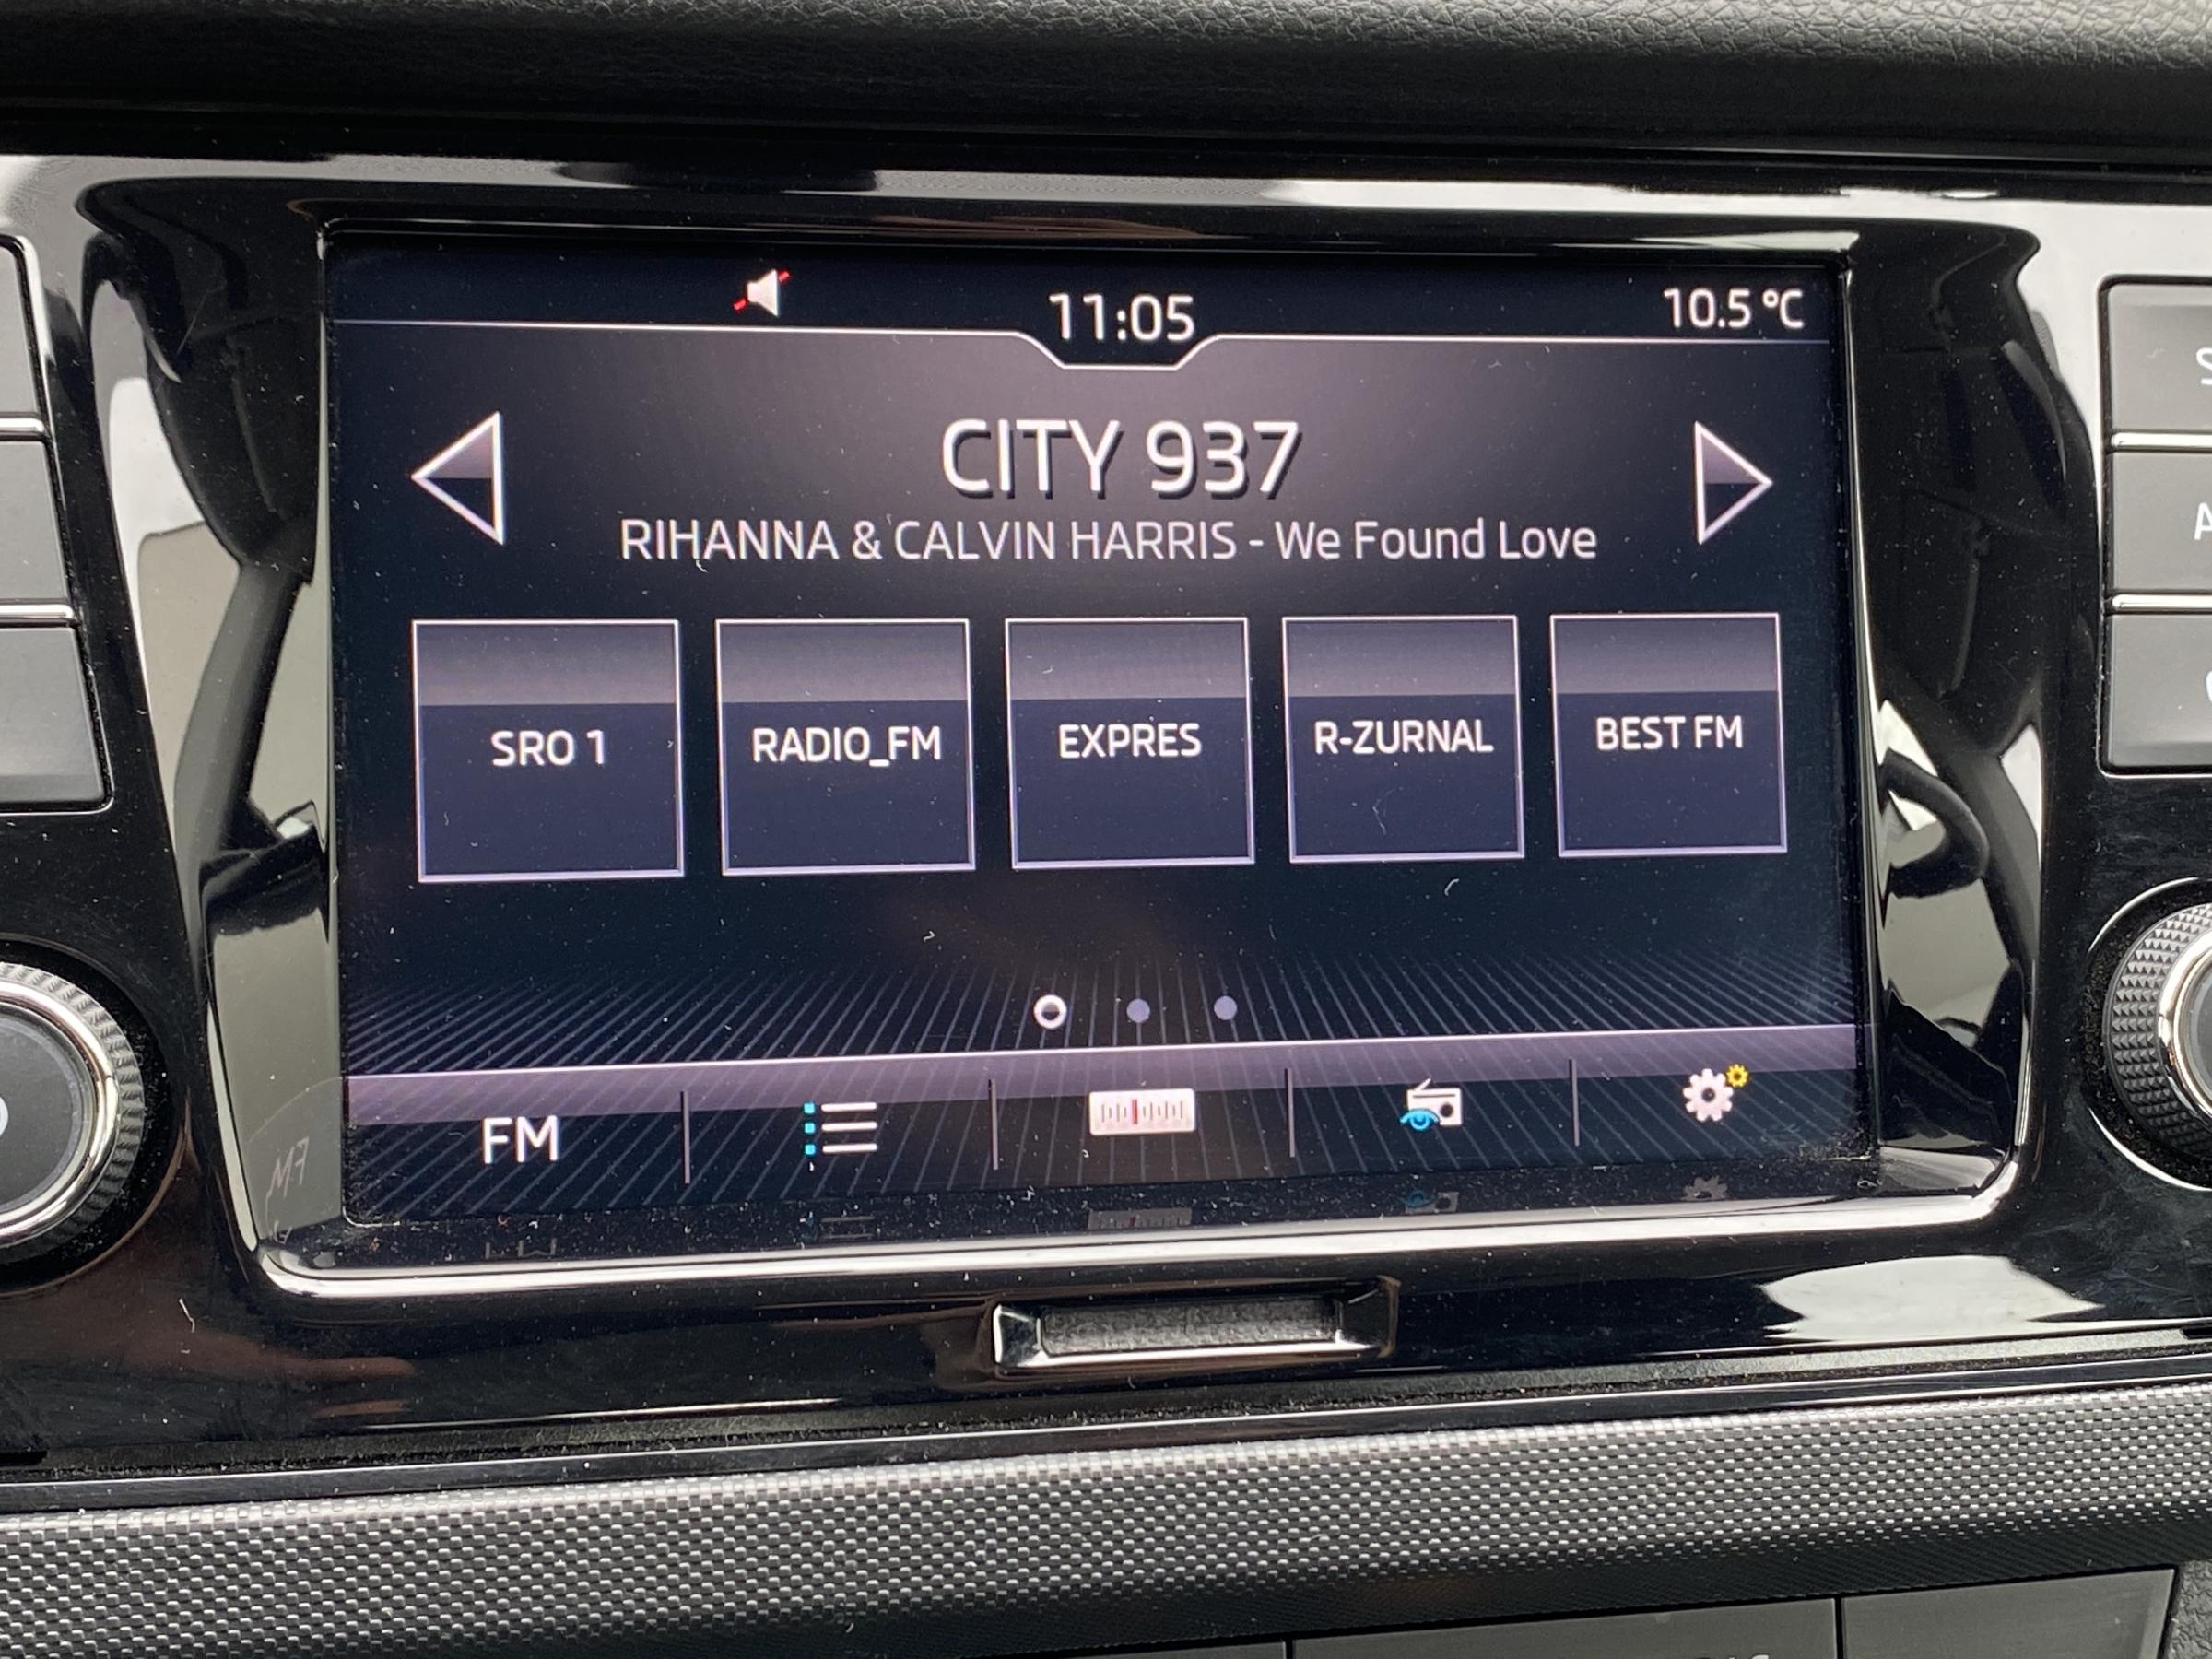 11:05
10.5 °C
CITY 937
RIHANNA & CALVIN HARRIS - We Found Love
SRO 1
RADIO_FM
EXPRES
R-ZURNAL
BEST FM
FM